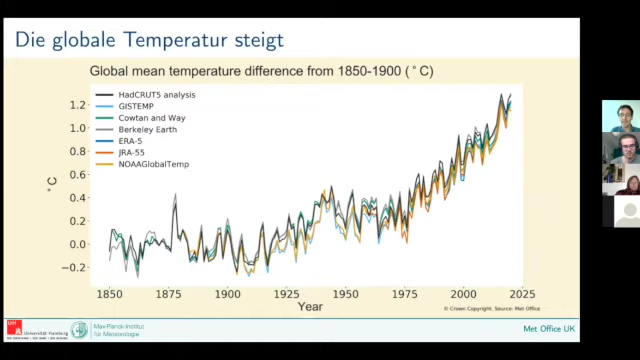 Die globale Temperatur steigt
Global mean temperature difference from 1850-1900 (°C)
HadCRUT5 analysis
GISTEMP
Cowtan and Way
Berkeley Earth
ERA-5
JRA-55
NOAAGlobalTemp
°C
1.2
1.0
0.8
0.6
0.4
0.2
0.0
−0.2
1850 1875 1900 1925 1950 1975 2000 2025
Year
© Crown Copyright. Source: Met Office
UH
Universität Hamburg
Max-Planck-Institut
für Meteorologie
Met Office UK